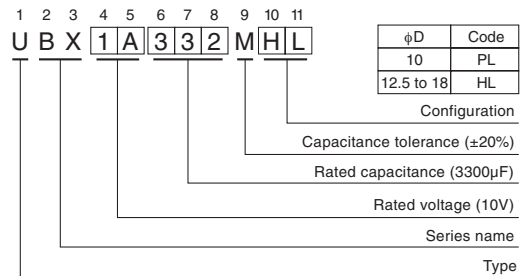 1 2 3 4 5 6 7 8 9 10 11
U B X 1 A 3 3 2 M H L
ϕD Code
10 PL
12.5 to 18 HL
Configuration
Capacitance tolerance (±20%)
Rated capacitance (3300µF)
Rated voltage (10V)
Series name
Type